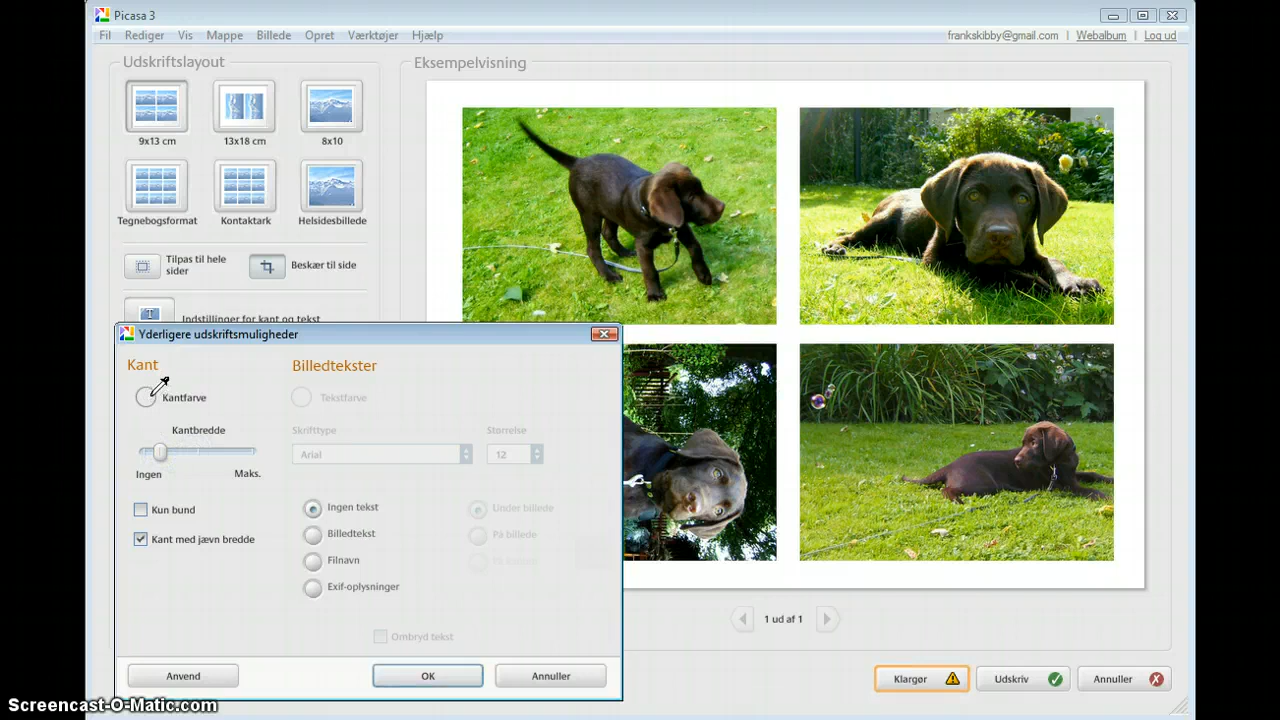 Picasa 3
Fil Rediger Vis Mappe Billede Opret Værktøjer Hjælp
frankskibby@gmail.com | Webalbum | Log ud
Udskriftslayout
Eksempelvisning
9x13 cm 13x18 cm 8x10
Tegnebogsformat Kontaktark Helsidesbillede
Tilpas til hele sider
Beskær til side
Indstillinger for kant og tekst
Yderligere udskriftsmuligheder
Kant
Billedtekster
Kantfarve
Tekstfarve
Kantbredde
Skrifttype
Størrelse
Arial
12
Ingen
Maks.
Kun bund
Ingen tekst
Under billede
Kant med jævn bredde
Billedtekst
På billede
Filnavn
Exif-oplysninger
Ombryd tekst
Anvend
OK
Annuller
1 ud af 1
Klargør
Udskriv
Annuller
Screencast-O-Matic.com